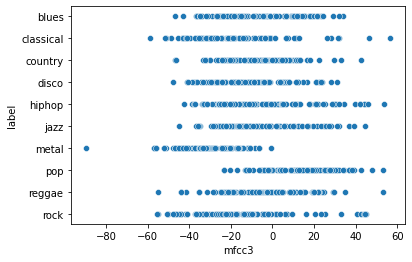 blues
classical
country
disco
hiphop
jazz
metal
pop
reggae
rock
label
−80 −60 −40 −20 0 20 40 60
mfcc3